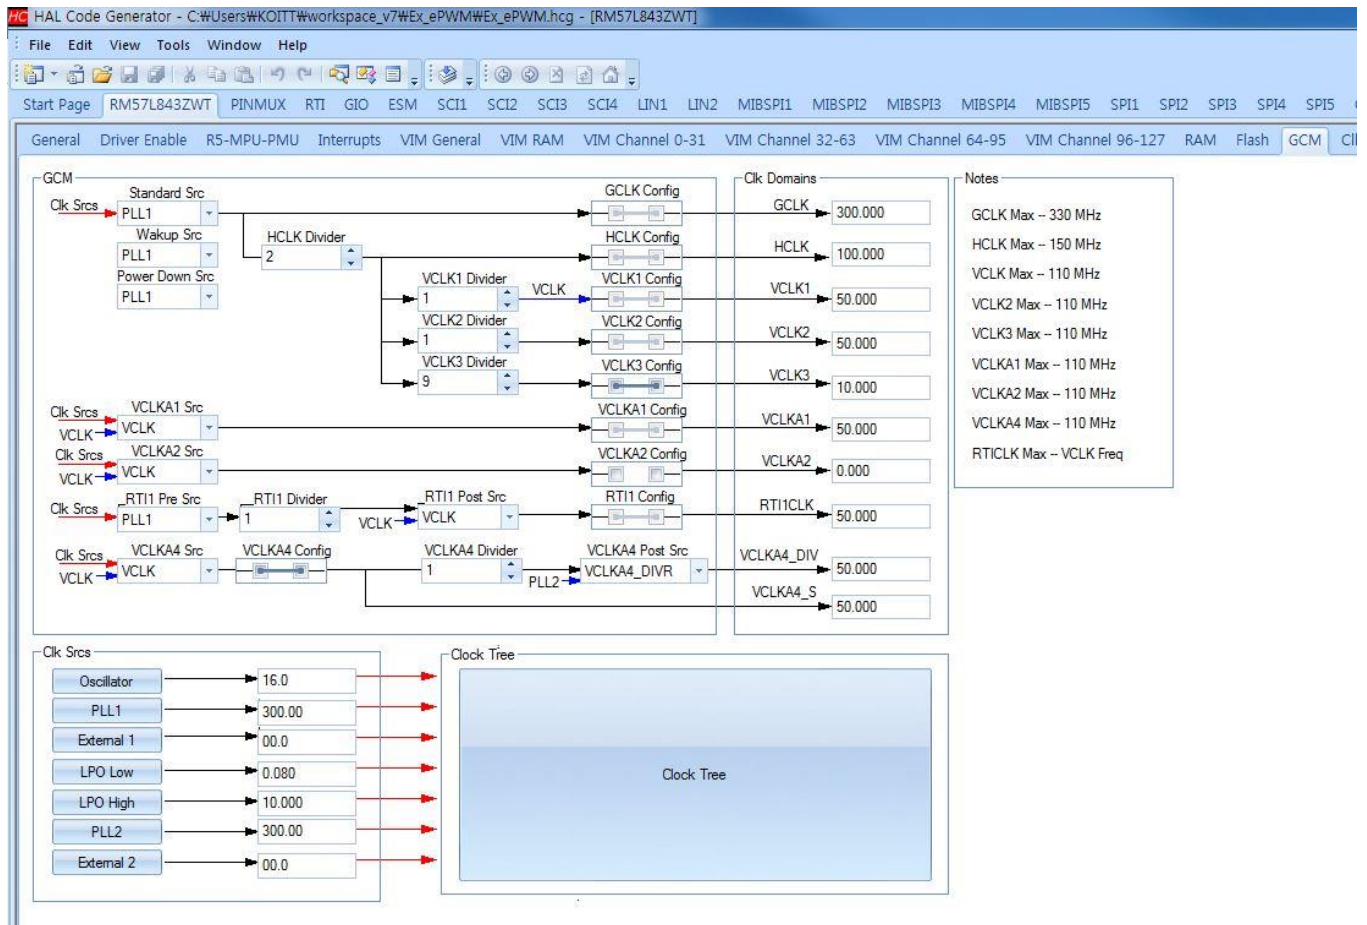 HC HAL Code Generator - C:₩Users₩KOITT₩workspace_v7₩Ex_ePWM₩Ex_ePWM.hcg - [RM57L843ZWT]
File Edit View Tools Window Help
Start Page RM57L843ZWT PINMUX RTI GIO ESM SCI1 SCI2 SCI3 SCI4 LIN1 LIN2 MIBSPI1 MIBSPI2 MIBSPI3 MIBSPI4 MIBSPI5 SPI1 SPI2 SPI3 SPI4 SPI5
General Driver Enable R5-MPU-PMU Interrupts VIM General VIM RAM VIM Channel 0-31 VIM Channel 32-63 VIM Channel 64-95 VIM Channel 96-127 RAM Flash GCM
GCM
Standard Src
Clk Srcs
PLL1
Wakup Src
PLL1
Power Down Src
PLL1
HCLK Divider
2
VCLK1 Divider
1
VCLK
VCLK2 Divider
1
VCLK3 Divider
9
GCLK Config
HCLK Config
VCLK1 Config
VCLK2 Config
VCLK3 Config
Clk Srcs
VCLK
VCLKA1 Src
VCLK
VCLKA1 Config
Clk Srcs
VCLK
VCLKA2 Src
VCLK
VCLKA2 Config
Clk Srcs
_RTI1 Pre Src
PLL1
_RTI1 Divider
1
VCLK
_RTI1 Post Src
VCLK
RTI1 Config
Clk Srcs
VCLK
VCLKA4 Src
VCLK
VCLKA4 Config
VCLKA4 Divider
1
PLL2
VCLKA4 Post Src
VCLKA4_DIVR
Clk Domains
GCLK 300.000
HCLK 100.000
VCLK1 50.000
VCLK2 50.000
VCLK3 10.000
VCLKA1 50.000
VCLKA2 0.000
RTI1CLK 50.000
VCLKA4_DIV 50.000
VCLKA4_S 50.000
Notes
GCLK Max -- 330 MHz
HCLK Max -- 150 MHz
VCLK Max -- 110 MHz
VCLK2 Max -- 110 MHz
VCLK3 Max -- 110 MHz
VCLKA1 Max -- 110 MHz
VCLKA2 Max -- 110 MHz
VCLKA4 Max -- 110 MHz
RTICLK Max -- VCLK Freq
Clk Srcs
Oscillator 16.0
PLL1 300.00
External 1 00.0
LPO Low 0.080
LPO High 10.000
PLL2 300.00
External 2 00.0
Clock Tree
Clock Tree